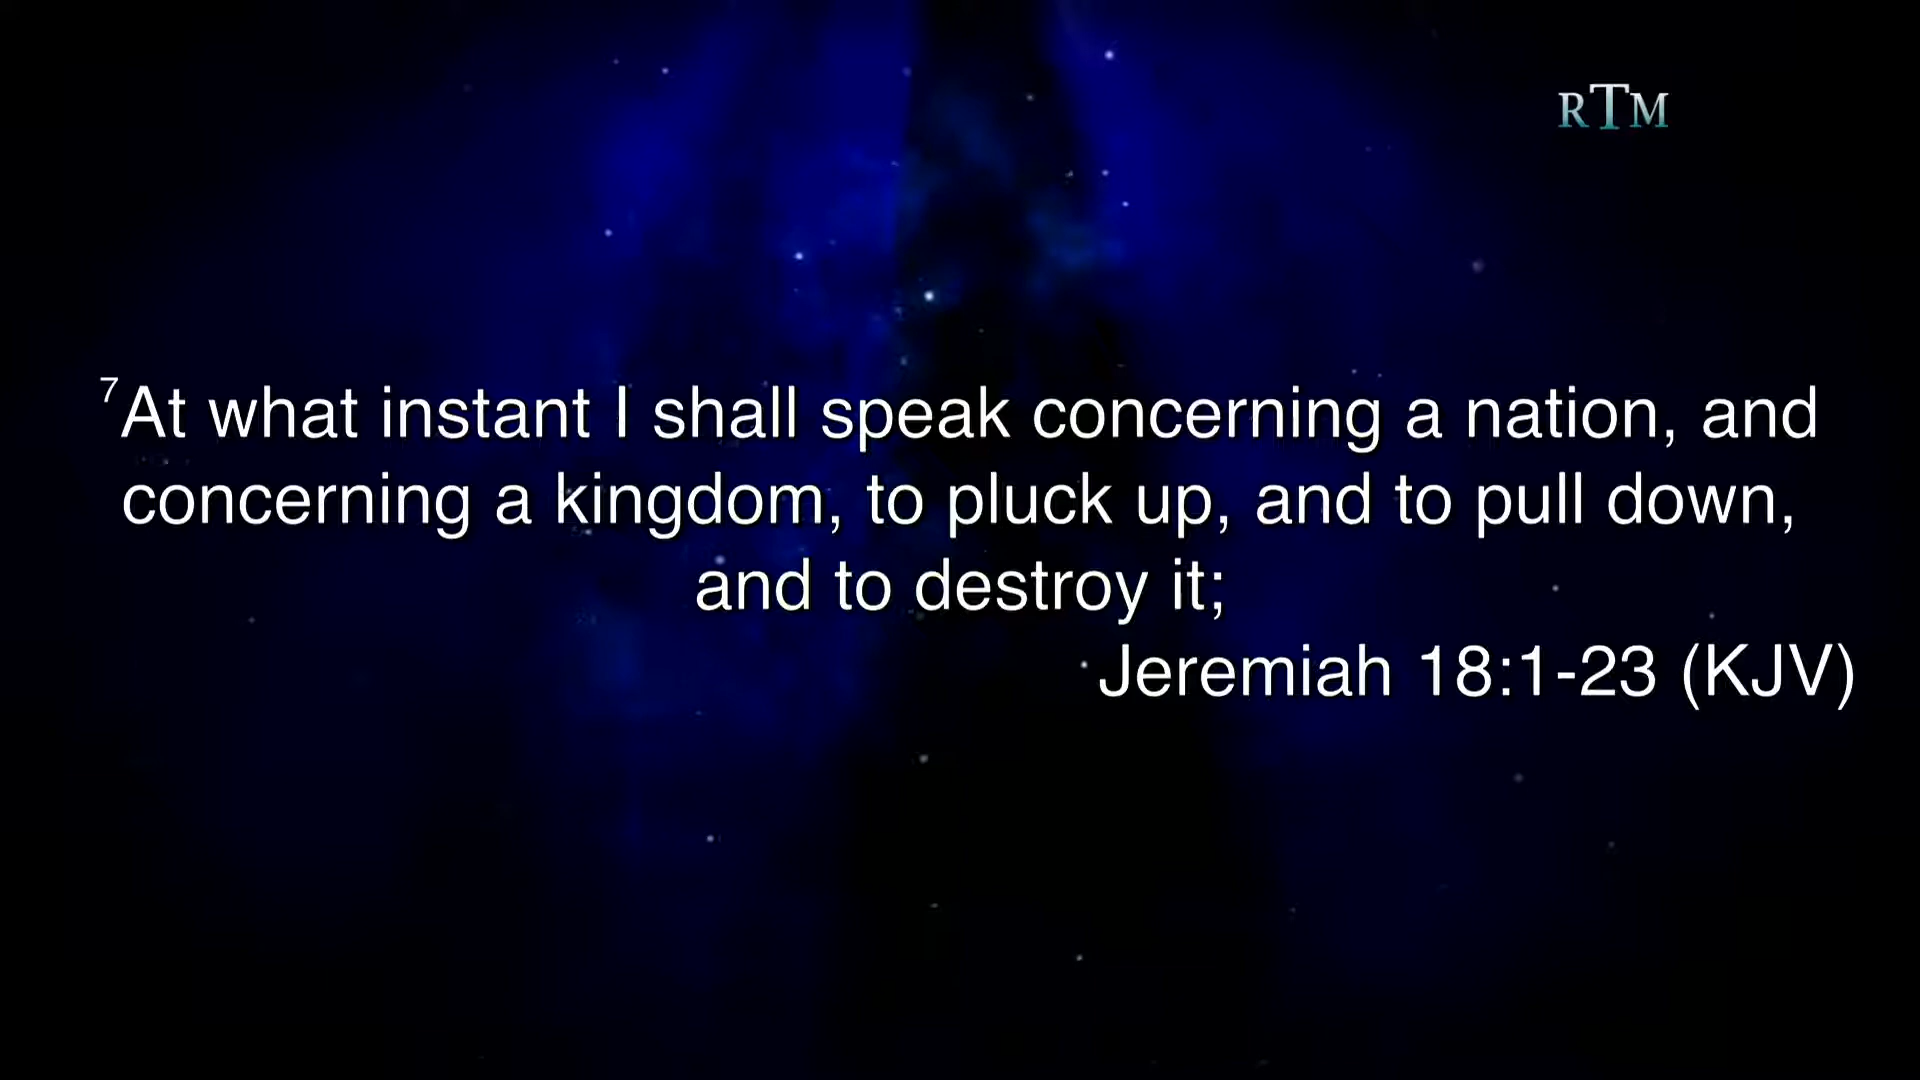 RTM
7At what instant I shall speak concerning a nation, and
concerning a kingdom, to pluck up, and to pull down,
and to destroy it;
Jeremiah 18:1-23 (KJV)